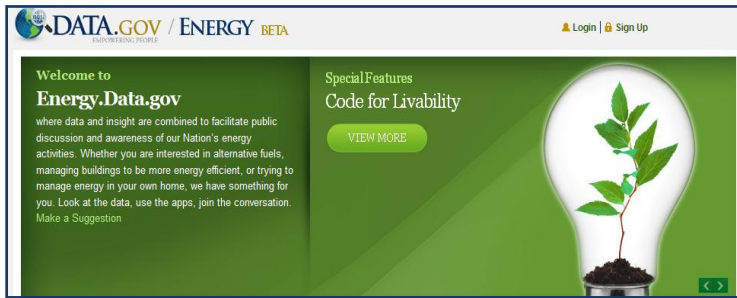 DATA.GOV / ENERGY BETA
EMPOWERING PEOPLE
Login | Sign Up
Welcome to
Energy.Data.gov
where data and insight are combined to facilitate public
discussion and awareness of our Nation's energy
activities. Whether you are interested in alternative fuels,
managing buildings to be more energy efficient, or trying to
manage energy in your own home, we have something for
you. Look at the data, use the apps, join the conversation.
Make a Suggestion
Special Features
Code for Livability
VIEW MORE